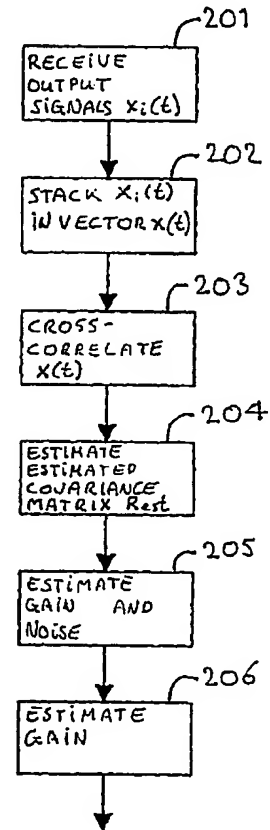 201
RECEIVE
OUTPUT
SIGNALS xi(t)
202
STACK Xi(t)
IN VECTOR x(t)
203
CROSS-
CORRELATE
X(t)
204
ESTIMATE
ESTIMATED
COVARIANCE
MATRIX Rest
205
ESTIMATE
GAIN AND
NOISE
206
ESTIMATE
GAIN